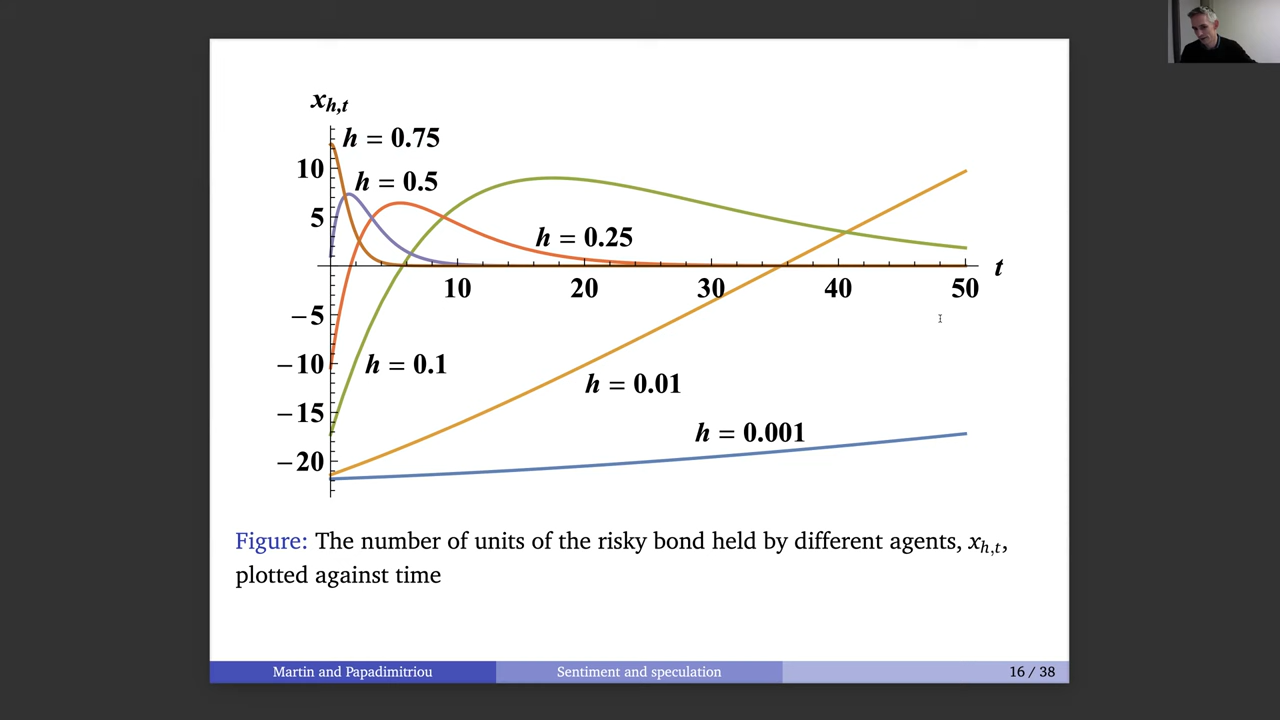 x_{h,t}
h = 0.75
10
h = 0.5
5
h = 0.25
t
10 20 30 40 50
−5
−10
h = 0.1
h = 0.01
−15
h = 0.001
−20
Figure: The number of units of the risky bond held by different agents, x_{h,t},
plotted against time
Martin and Papadimitriou Sentiment and speculation 16 / 38